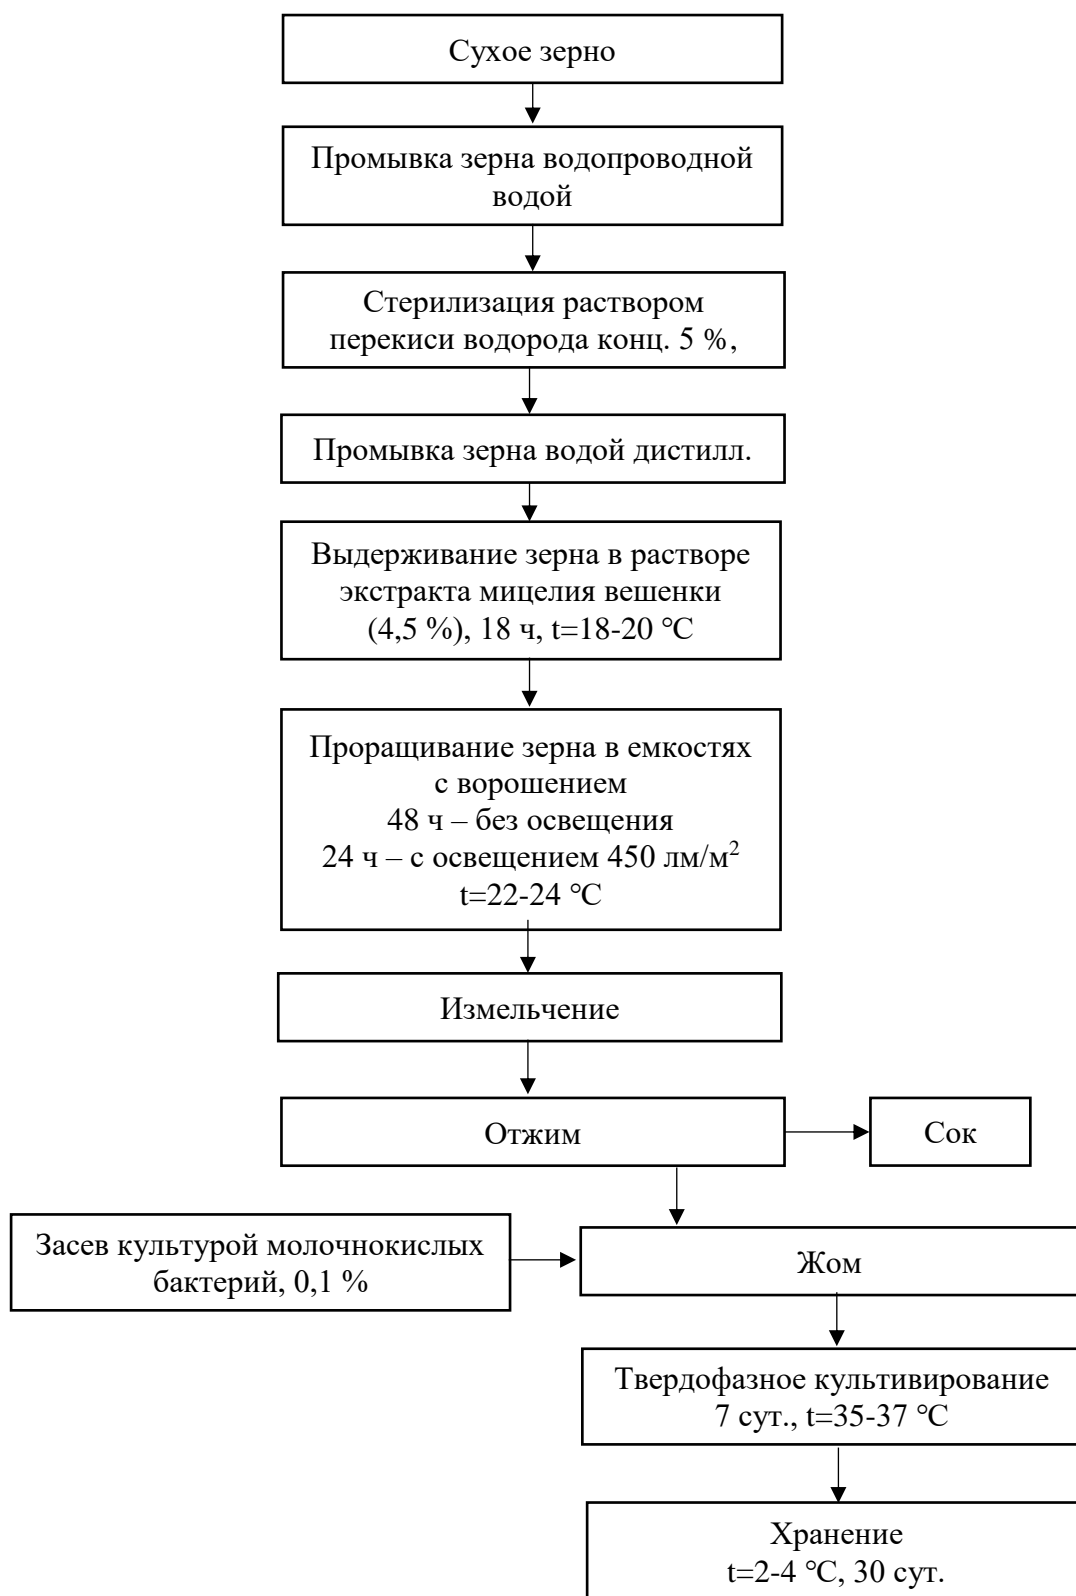 Сухое зерно
Промывка зерна водопроводной
водой
Стерилизация раствором
перекиси водорода конц. 5 %,
Промывка зерна водой дистилл.
Выдерживание зерна в растворе
экстракта мицелия вешенки
(4,5 %), 18 ч, t=18-20 °С
Проращивание зерна в емкостях
с ворошением
48 ч – без освещения
24 ч – с освещением 450 лм/м²
t=22-24 °С
Измельчение
Отжим
Сок
Засев культурой молочнокислых
бактерий, 0,1 %
Жом
Твердофазное культивирование
7 сут., t=35-37 °С
Хранение
t=2-4 °С, 30 сут.